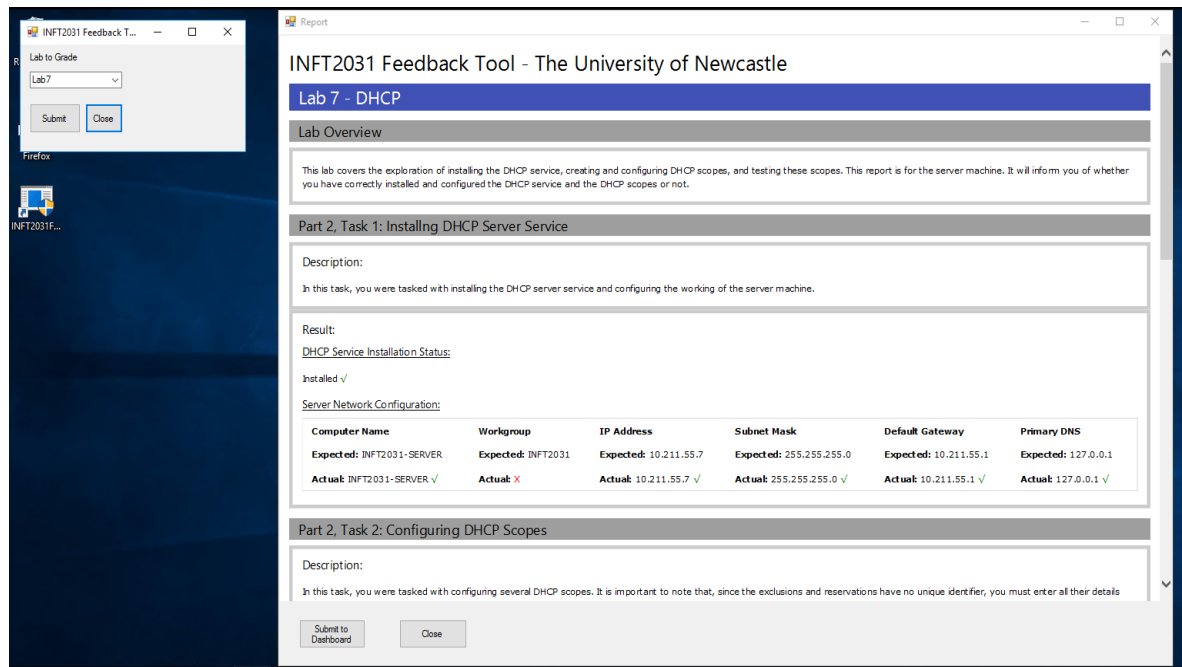 INFT2031 Feedback T...
Lab to Grade
Lab7
Submit
Close
Firefox
INFT2031F...
Report
INFT2031 Feedback Tool - The University of Newcastle
Lab 7 - DHCP
Lab Overview
This lab covers the exploration of installing the DHCP service, creating and configuring DHCP scopes, and testing these scopes. This report is for the server machine. It will inform you of whether
you have correctly installed and configured the DHCP service and the DHCP scopes or not.
Part 2, Task 1: Installng DHCP Server Service
Description:
In this task, you were tasked with installing the DHCP server service and configuring the working of the server machine.
Result:
DHCP Service Installation Status:
Installed √
Server Network Configuration:
Computer Name Workgroup IP Address Subnet Mask Default Gateway Primary DNS
Expected: INFT2031-SERVER Expected: INFT2031 Expected: 10.211.55.7 Expected: 255.255.255.0 Expected: 10.211.55.1 Expected: 127.0.0.1
Actual: INFT2031-SERVER √ Actual: X Actual: 10.211.55.7 √ Actual: 255.255.255.0 √ Actual: 10.211.55.1 √ Actual: 127.0.0.1 √
Part 2, Task 2: Configuring DHCP Scopes
Description:
In this task, you were tasked with configuring several DHCP scopes. It is important to note that, since the exclusions and reservations have no unique identifier, you must enter all their details
Submit to
Dashboard
Close